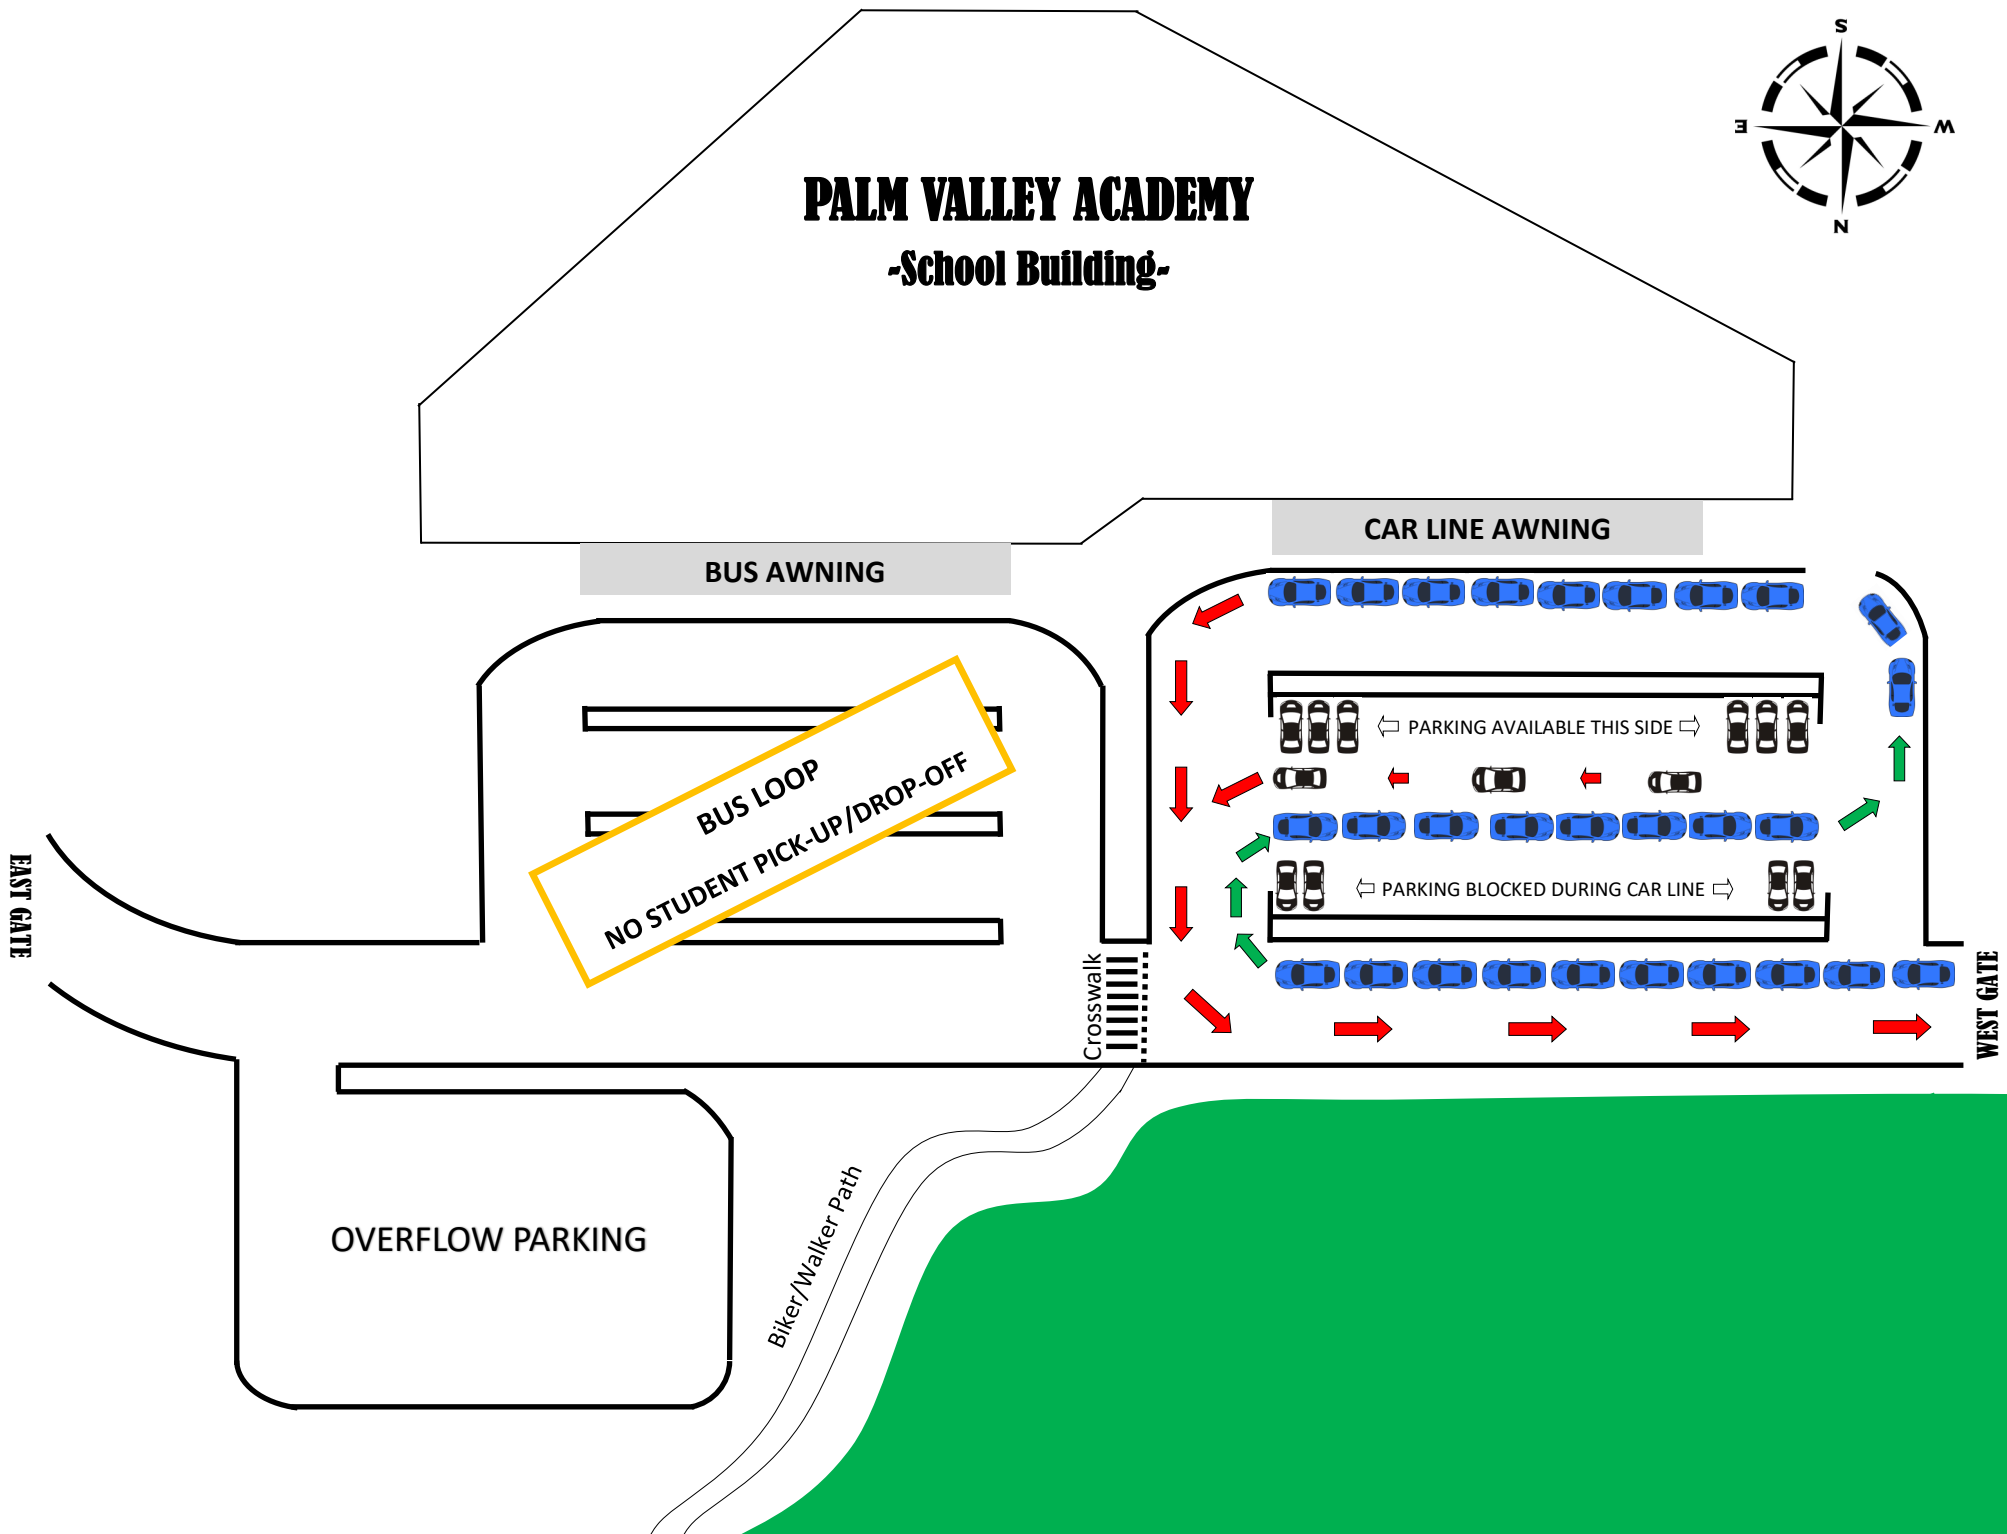 S
E
W
N
PALM VALLEY ACADEMY
-School Building-
CAR LINE AWNING
BUS AWNING
PARKING AVAILABLE THIS SIDE
BUS LOOP
NO STUDENT PICK-UP/DROP-OFF
PARKING BLOCKED DURING CAR LINE
EAST GATE
Crosswalk
WEST GATE
OVERFLOW PARKING
Biker/Walker Path